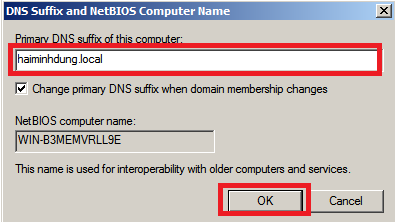 DNS Suffix and NetBIOS Computer Name
Primary DNS suffix of this computer:
haiminhdung.local
Change primary DNS suffix when domain membership changes
NetBIOS computer name:
WIN-B3MEMVRLL9E
This name is used for interoperability with older computers and services.
OK Cancel